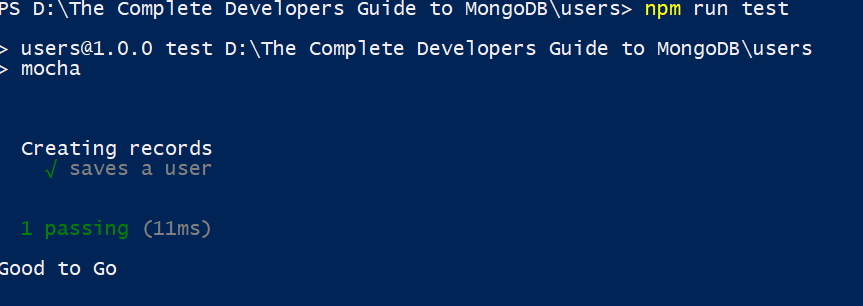 PS D:\The Complete Developers Guide to MongoDB\users> npm run test
> users@1.0.0 test D:\The Complete Developers Guide to MongoDB\users
> mocha
Creating records
√ saves a user
1 passing (11ms)
Good to Go